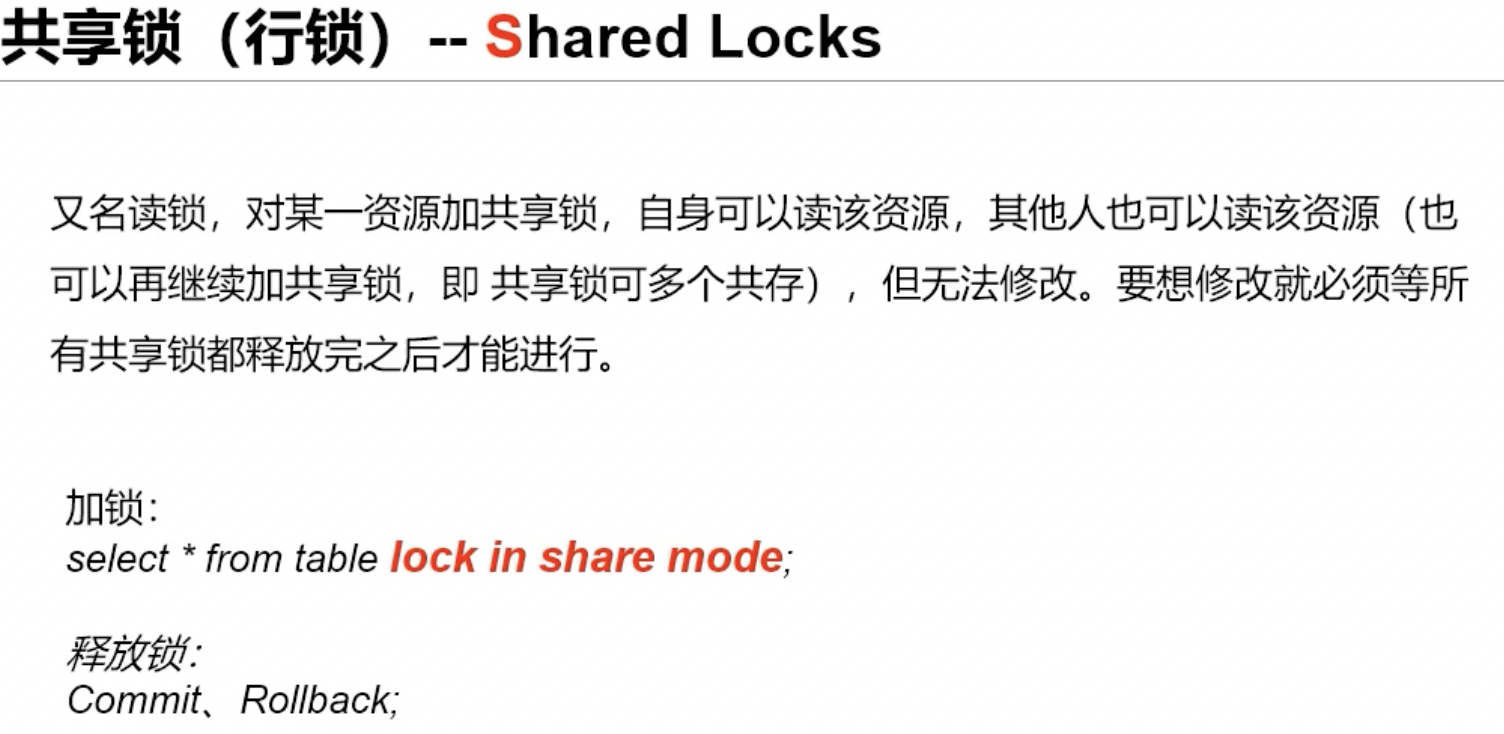 共享锁（行锁）-- Shared Locks
又名读锁，对某一资源加共享锁，自身可以读该资源，其他人也可以读该资源（也
可以再继续加共享锁，即 共享锁可多个共存），但无法修改。要想修改就必须等所
有共享锁都释放完之后才能进行。
加锁：
select * from table lock in share mode;
释放锁：
Commit、Rollback;